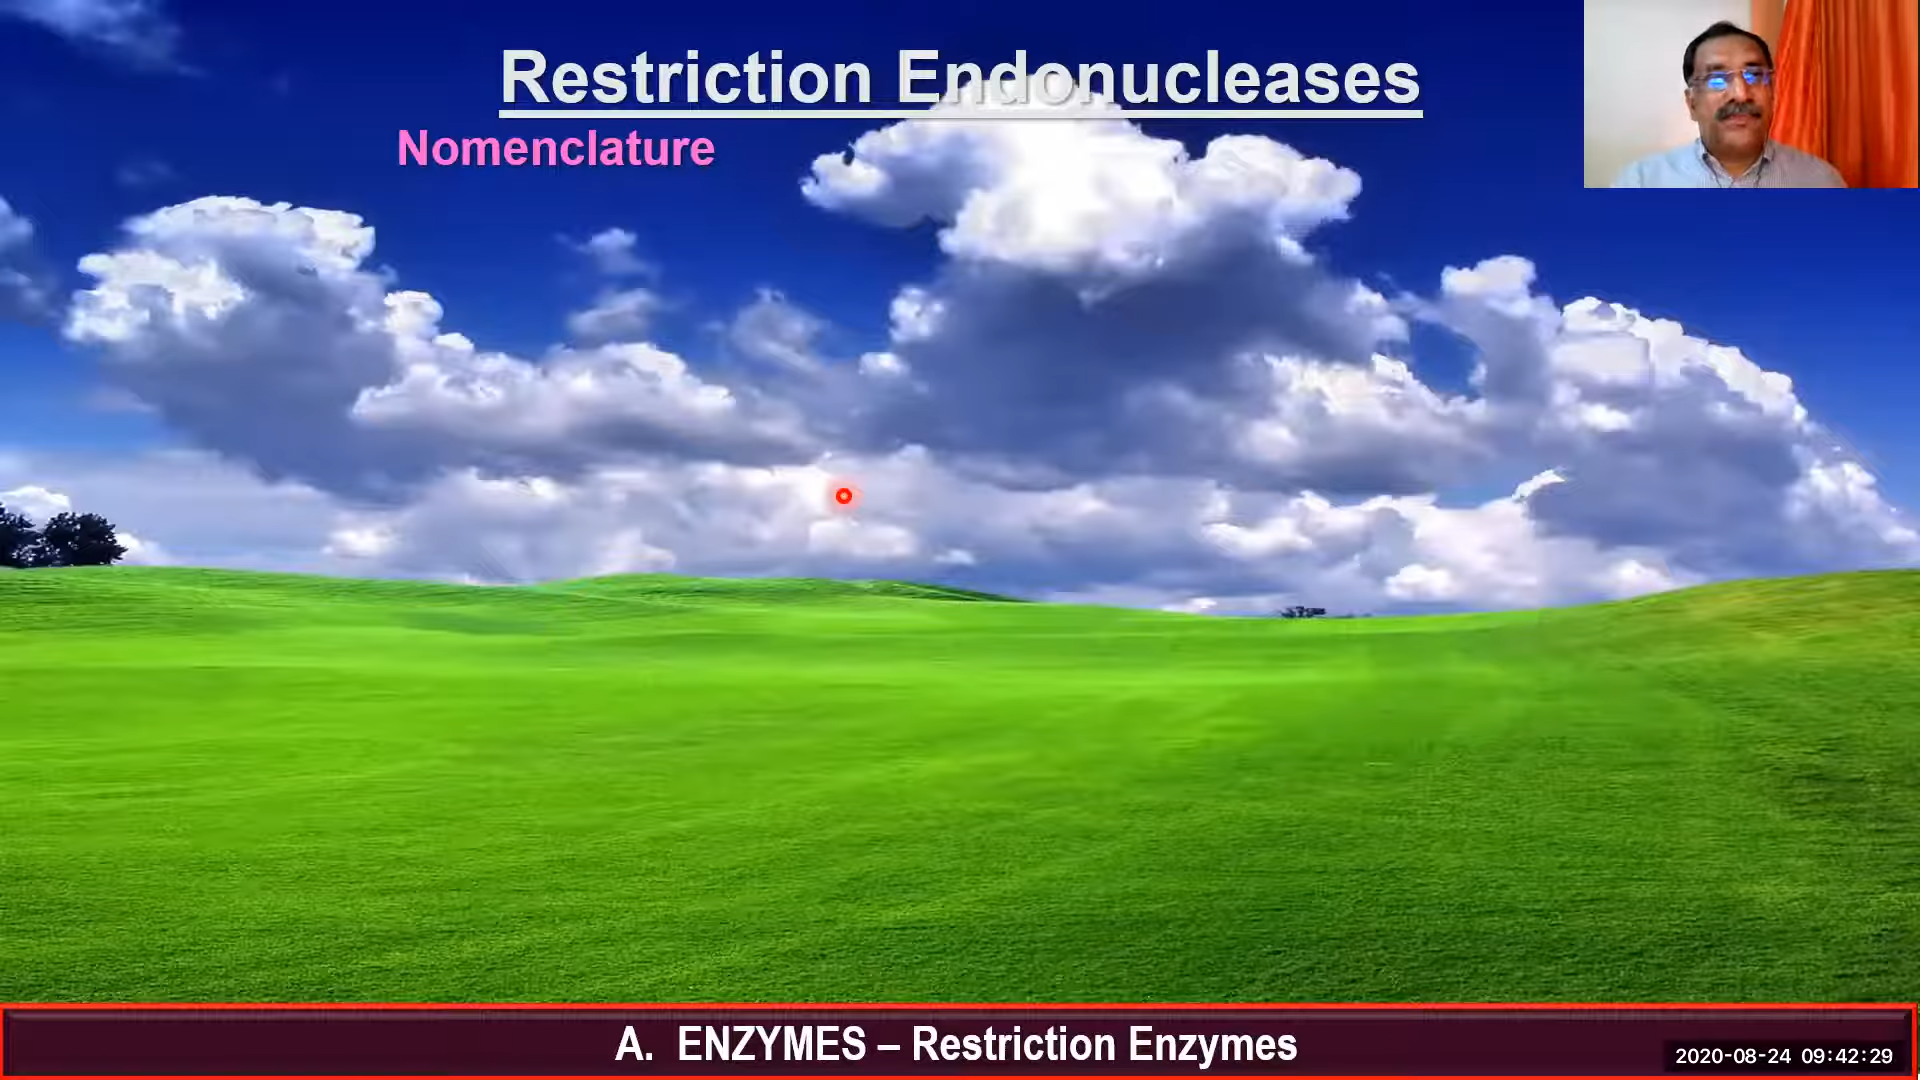 Restriction Endonucleases
Nomenclature
A. ENZYMES – Restriction Enzymes
2020-08-24 09:42:29